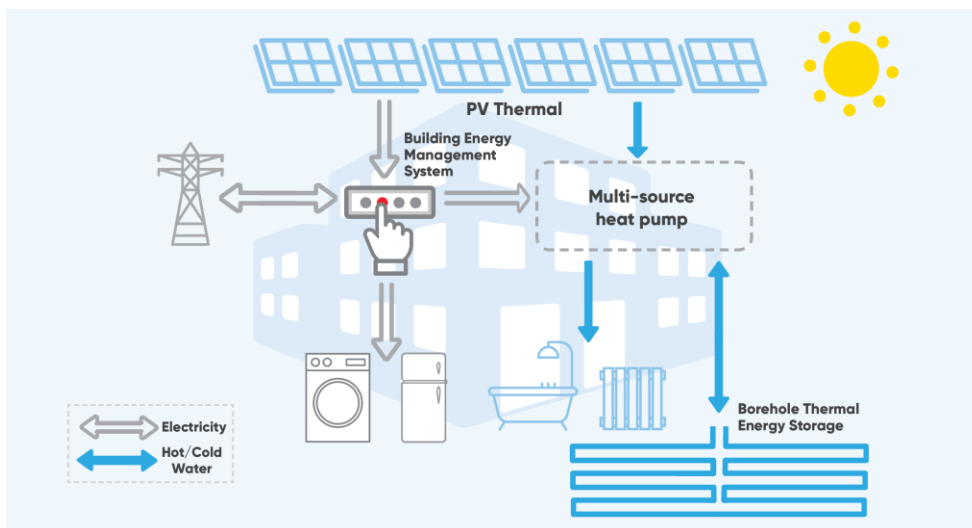 PV Thermal
Building Energy
Management
System
Multi-source
heat pump
Borehole Thermal
Energy Storage
Electricity
Hot/Cold
Water